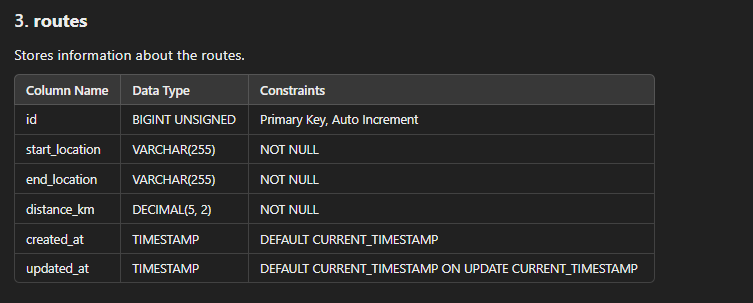 3. routes
Stores information about the routes.
Column Name Data Type Constraints
id BIGINT UNSIGNED Primary Key, Auto Increment
start_location VARCHAR(255) NOT NULL
end_location VARCHAR(255) NOT NULL
distance_km DECIMAL(5, 2) NOT NULL
created_at TIMESTAMP DEFAULT CURRENT_TIMESTAMP
updated_at TIMESTAMP DEFAULT CURRENT_TIMESTAMP ON UPDATE CURRENT_TIMESTAMP